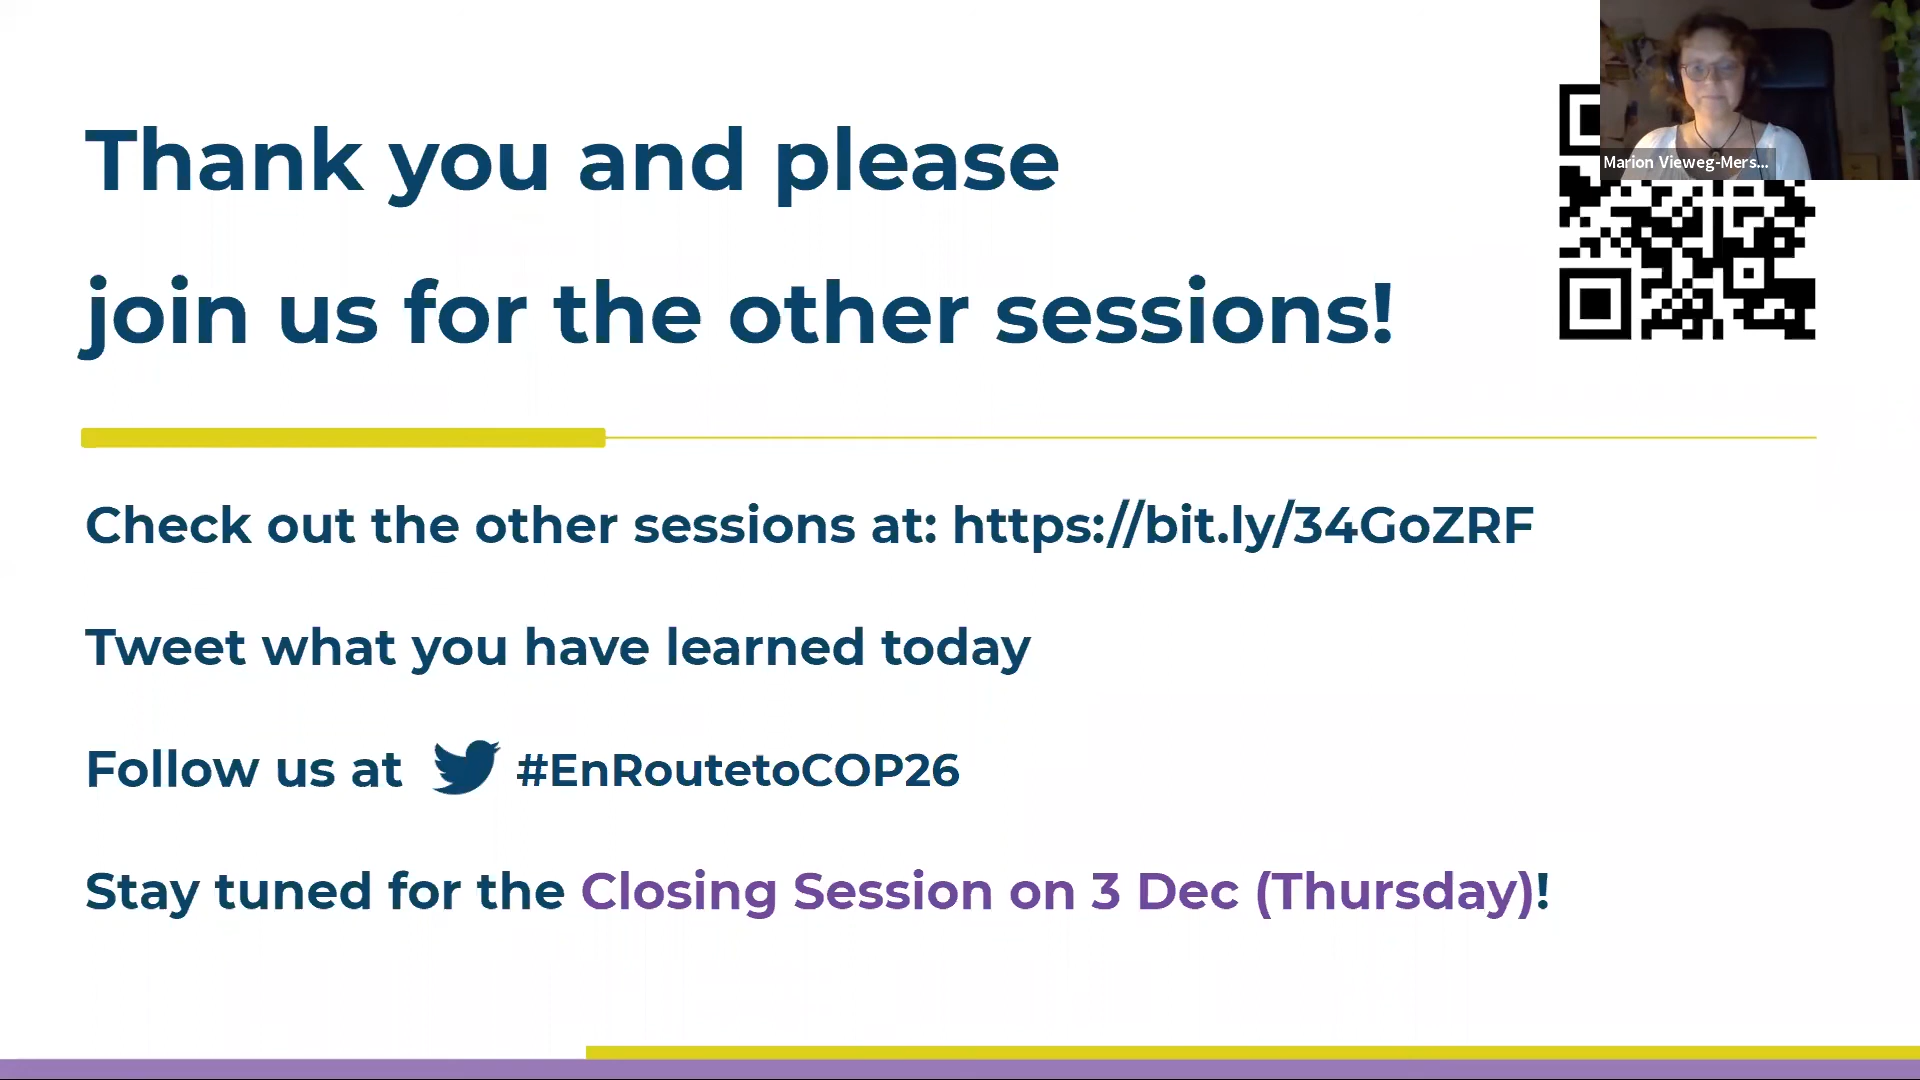 Thank you and please
join us for the other sessions!
Marion Vieweg-Mers...
Check out the other sessions at: https://bit.ly/34GoZRF
Tweet what you have learned today
Follow us at #EnRoutetoCOP26
Stay tuned for the Closing Session on 3 Dec (Thursday)!